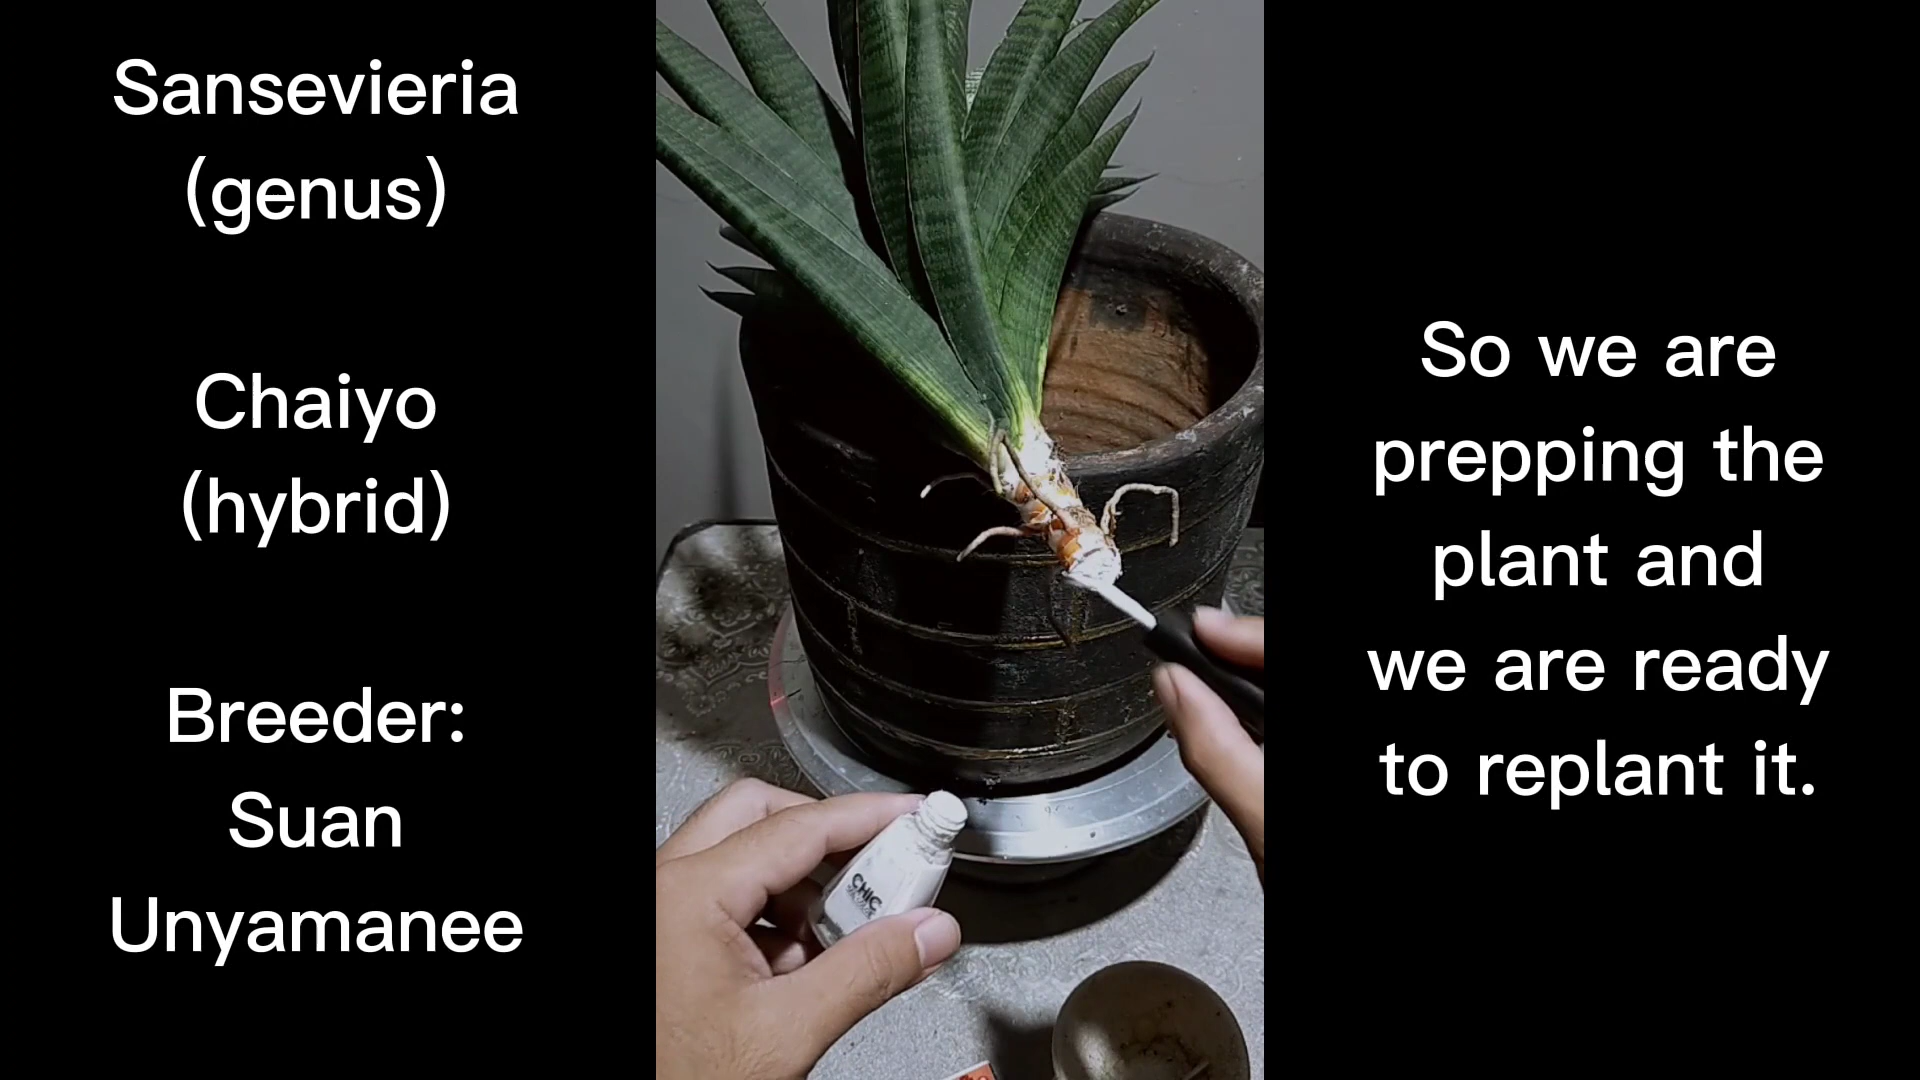 Sansevieria
(genus)
Chaiyo
(hybrid)
Breeder:
Suan
Unyamanee
CHIC
So we are
prepping the
plant and
we are ready
to replant it.